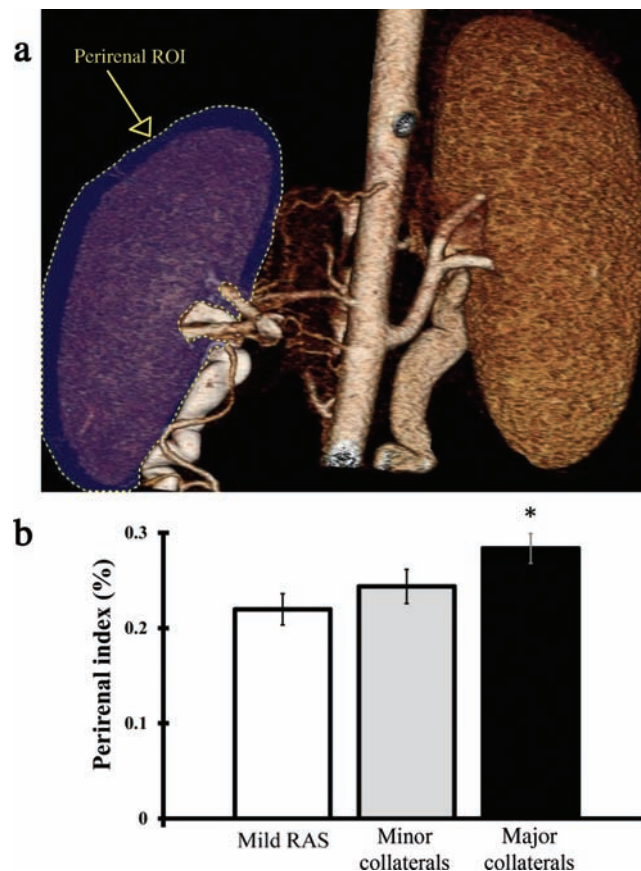 a
Perirenal ROI
b
Perirenal index (%)
0.3
0.2
0.1
0
*
Mild RAS
Minor
collaterals
Major
collaterals